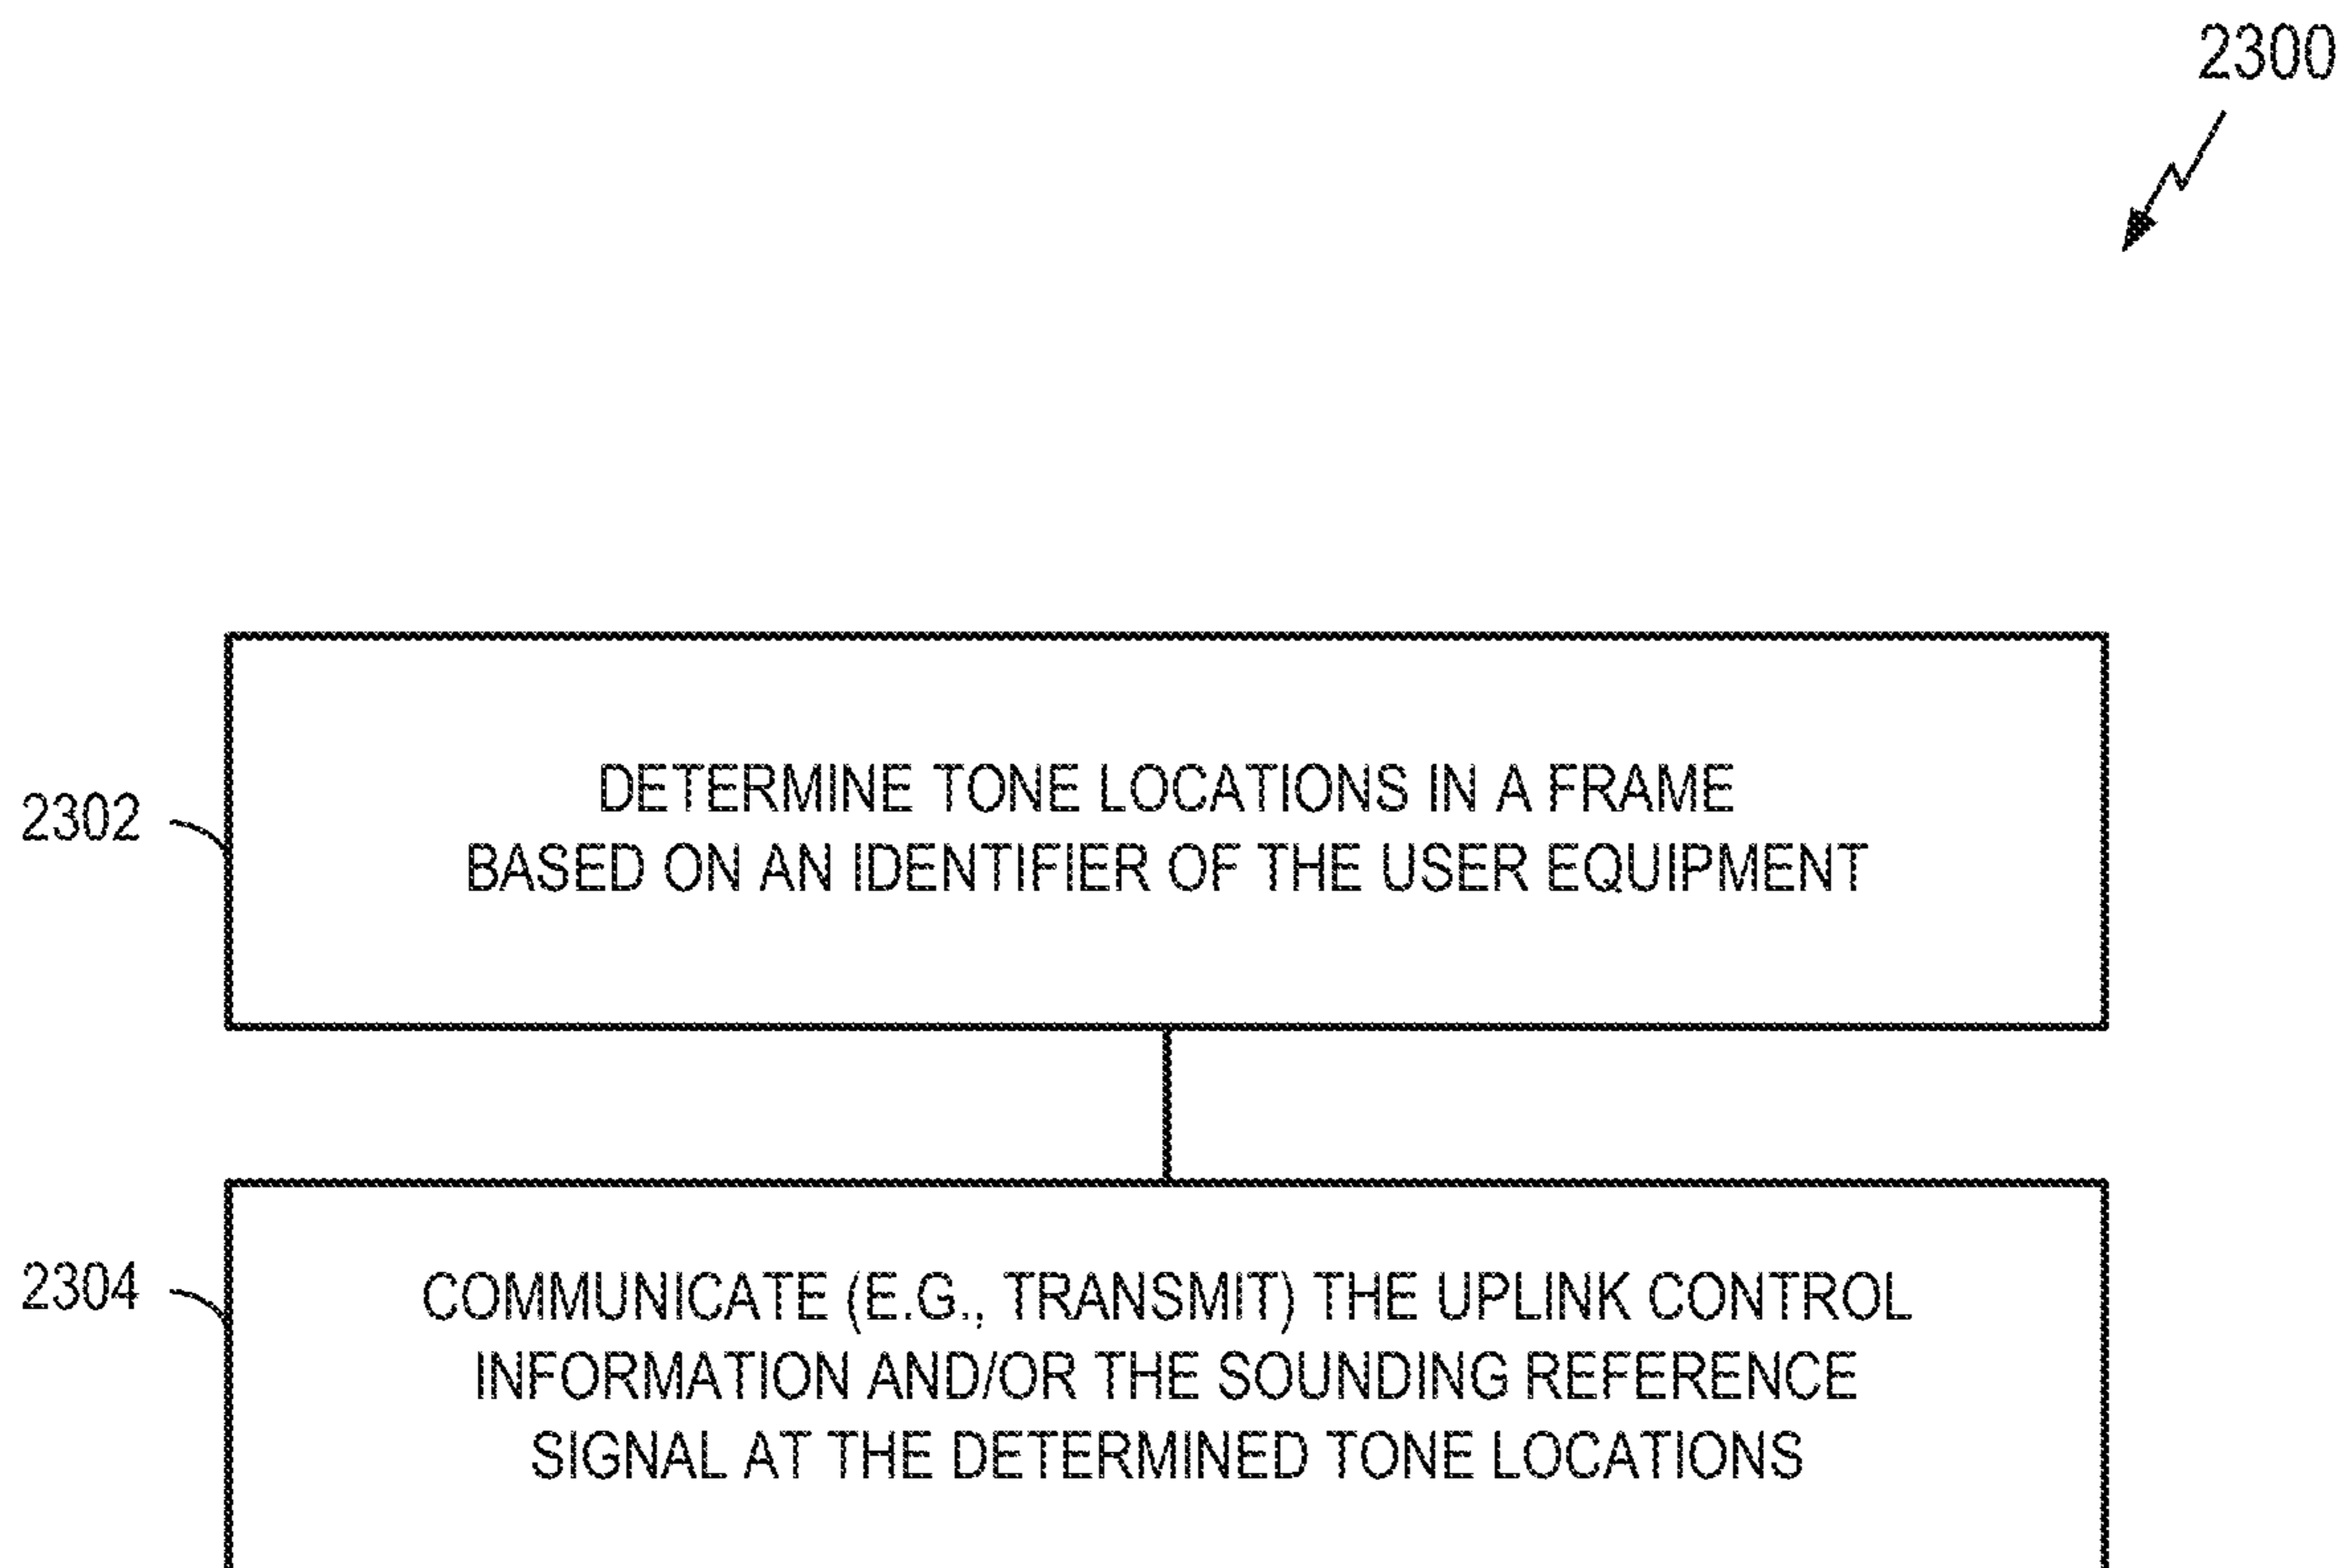 2300
2302
DETERMINE TONE LOCATIONS IN A FRAME
BASED ON AN IDENTIFIER OF THE USER EQUIPMENT
2304
COMMUNICATE (E.G., TRANSMIT) THE UPLINK CONTROL
INFORMATION AND/OR THE SOUNDING REFERENCE
SIGNAL AT THE DETERMINED TONE LOCATIONS